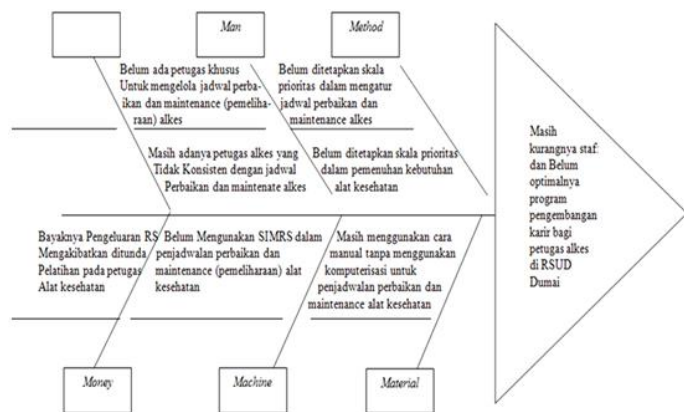 Man
Method
Belum ada petugas khusus
Untuk mengelola jadwal perba-
ikan dan maintenance (pemeliha-
raan) alkes
Belum ditetapkan skala
prioritas dalam mengatur
jadwal perbaikan dan
maintenance alkes
Masih adanya petugas alkes yang
Tidak Konsisten dengan jadwal
Perbaikan dan maintenate alkes
Belum ditetapkan skala prioritas
dalam pemenuhan kebutuhan
alat kesehatan
Masih
kurangnya staf:
dan Belum
optimalnya
program
pengembangan
karir bagi
petugas alkes
di RSUD
Dumai
Bayaknya Pengeluaran RS
Mengakibatkan ditunda
Pelatihan pada petugas
Alat kesehatan
Belum Mengunakan SIMRS dalam
penjadwalan perbaikan dan
maintenance (pemeliharaan) alat
kesehatan
Masih menggunakan cara
manual tanpa menggunakan
komputerisasi untuk
penjadwalan perbaikan dan
maintenance alat kesehatan
Money
Machine
Material